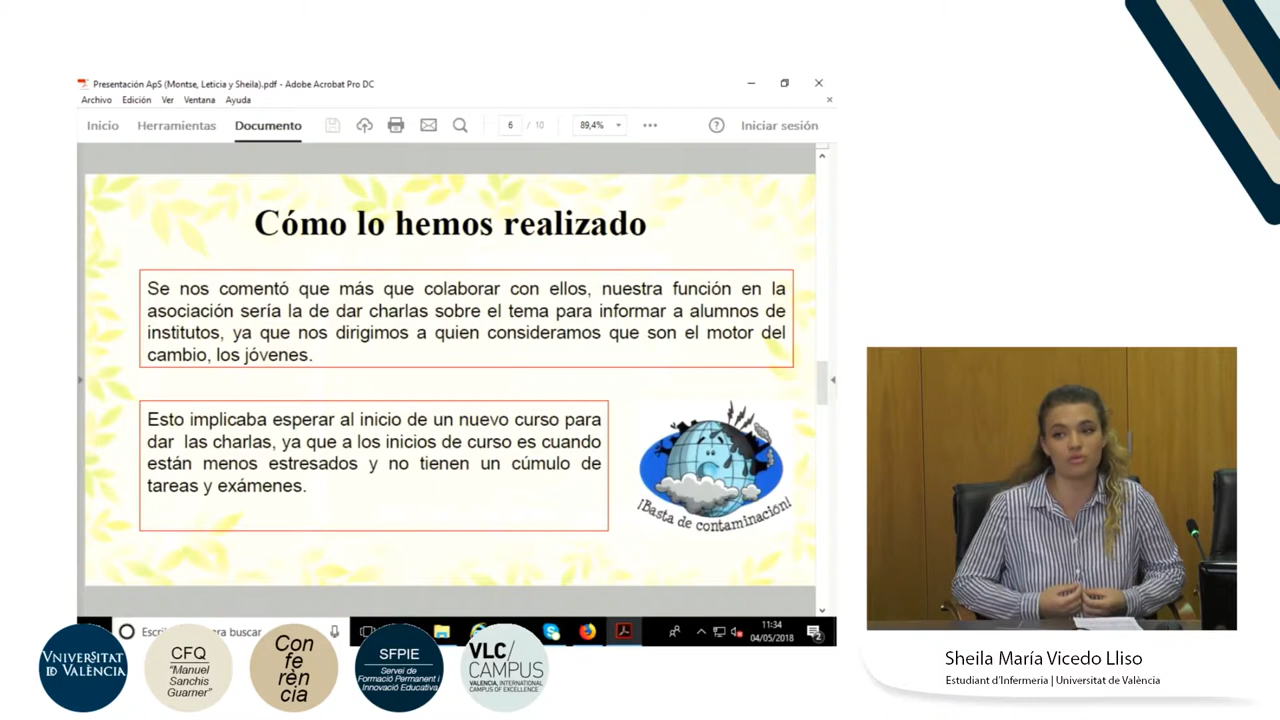 Presentación ApS (Montse, Leticia y Sheila).pdf - Adobe Acrobat Pro DC
Archivo Edición Ver Ventana Ayuda
Inicio Herramientas Documento 6 / 10 89,4% Iniciar sesión
Cómo lo hemos realizado
Se nos comentó que más que colaborar con ellos, nuestra función en la
asociación sería la de dar charlas sobre el tema para informar a alumnos de
institutos, ya que nos dirigimos a quien consideramos que son el motor del
cambio, los jóvenes.
Esto implicaba esperar al inicio de un nuevo curso para
dar las charlas, ya que a los inicios de curso es cuando
están menos estresados y no tienen un cúmulo de
tareas y exámenes.
¡Basta de contaminación!
buscar
11:34
04/05/2018
2
VNIVERSITAT
ID VALÈNCIA
CFQ
"Manuel
Sanchis
Guarner"
Con
fe
rèn
cia
SFPIE
Servei de
Formació Permanent i
Innovació Educativa
VLC/
CAMPUS
VALENCIA, INTERNATIONAL
CAMPUS OF EXCELLENCE
Sheila María Vicedo Lliso
Estudiant d'Infermeria | Universitat de València